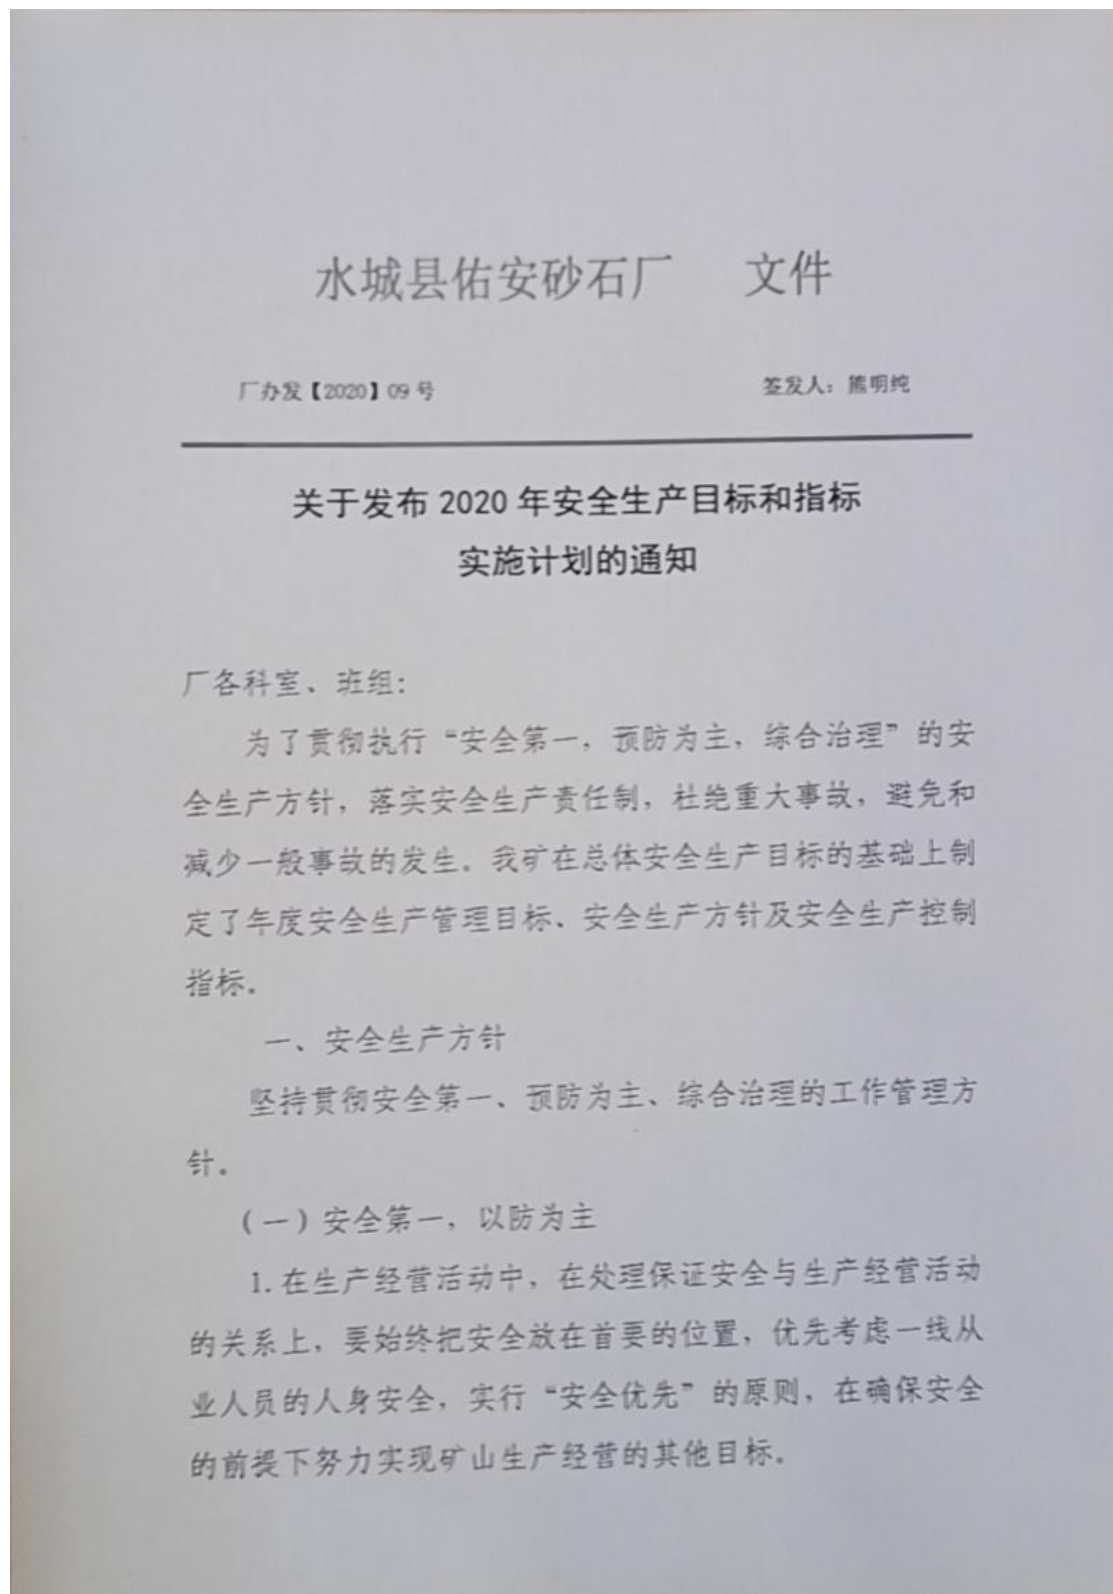 水城县佑安砂石厂 文件
厂办发【2020】09 号 签发人：熊明纯
关于发布 2020 年安全生产目标和指标
实施计划的通知
厂各科室、班组：
为了贯彻执行“安全第一，预防为主，综合治理”的安
全生产方针，落实安全生产责任制，杜绝重大事故，避免和
减少一般事故的发生。我矿在总体安全生产目标的基础上制
定了年度安全生产管理目标、安全生产方针及安全生产控制
指标。
一、安全生产方针
坚持贯彻安全第一、预防为主、综合治理的工作管理方
针。
（一）安全第一，以防为主
1.在生产经营活动中，在处理保证安全与生产经营活动
的关系上，要始终把安全放在首要的位置，优先考虑一线从
业人员的人身安全，实行“安全优先”的原则，在确保安全
的前提下努力实现矿山生产经营的其他目标。